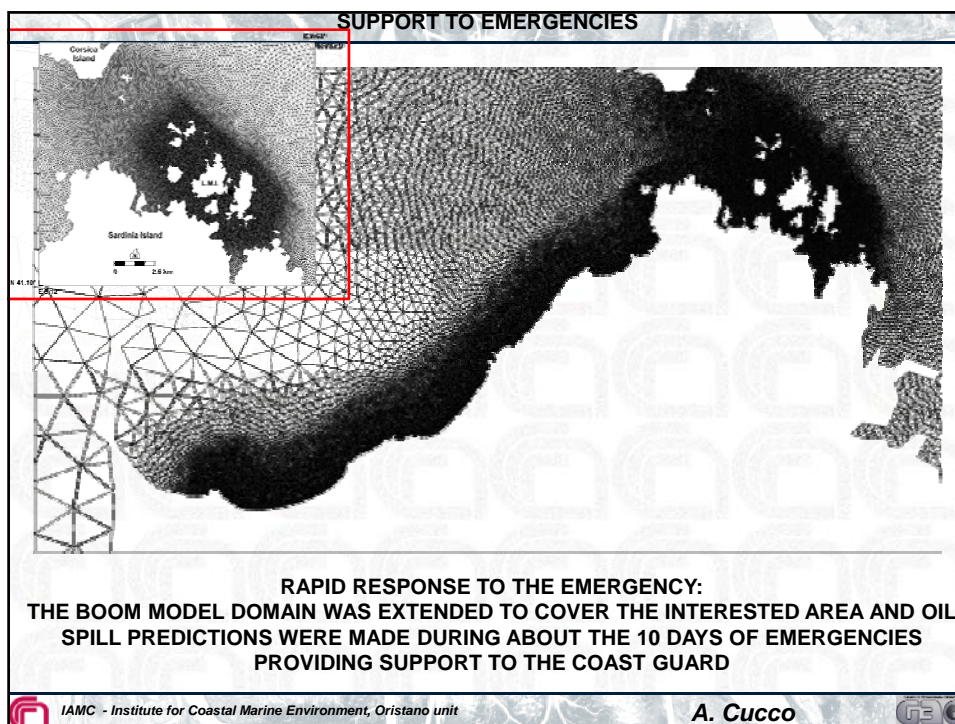 SUPPORT TO EMERGENCIES
Corsica
Island
L.M.I.
Sardinia Island
0 2.5 km
N 41.10°
RAPID RESPONSE TO THE EMERGENCY:
THE BOOM MODEL DOMAIN WAS EXTENDED TO COVER THE INTERESTED AREA AND OIL
SPILL PREDICTIONS WERE MADE DURING ABOUT THE 10 DAYS OF EMERGENCIES
PROVIDING SUPPORT TO THE COAST GUARD
IAMC - Institute for Coastal Marine Environment, Oristano unit
A. Cucco